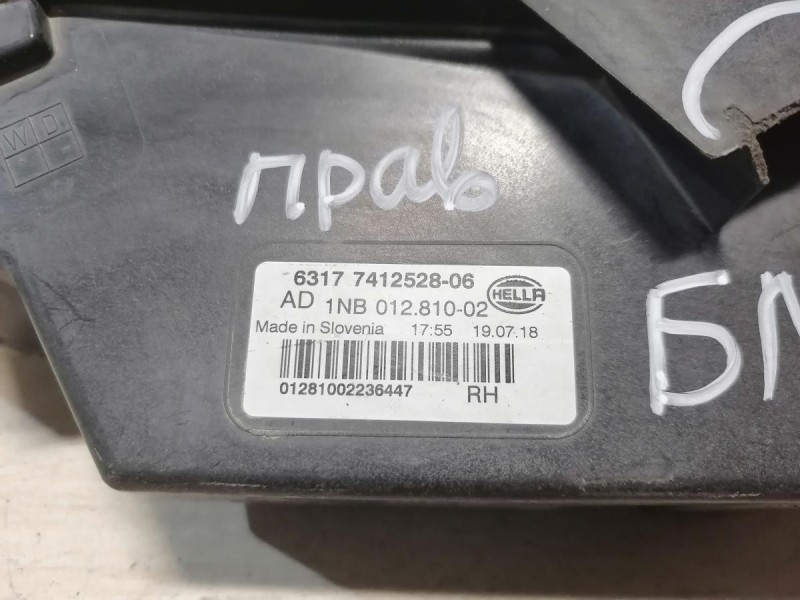 WD
прав
6317 7412528-06
HELLA
AD 1NB 012.810-02
Made in Slovenia 17:55 19.07.18
01281002236447 RH